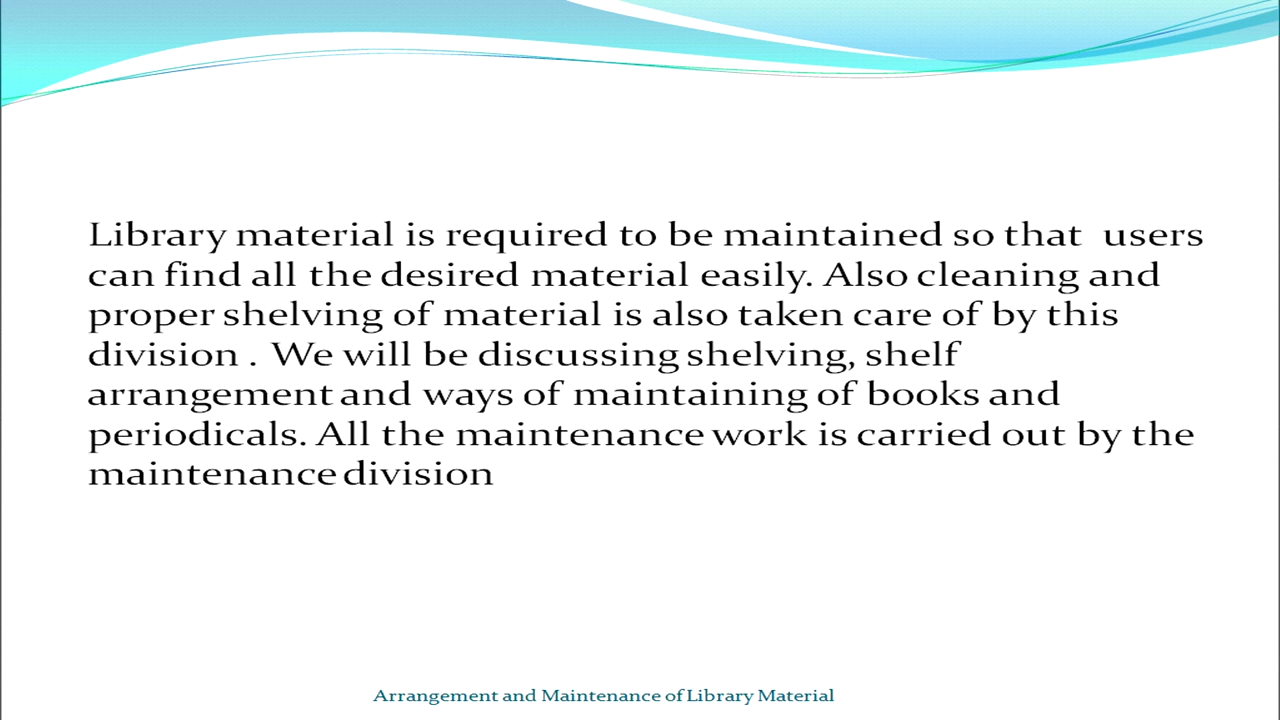 Library material is required to be maintained so that users
can find all the desired material easily. Also cleaning and
proper shelving of material is also taken care of by this
division . We will be discussing shelving, shelf
arrangement and ways of maintaining of books and
periodicals. All the maintenance work is carried out by the
maintenance division
Arrangement and Maintenance of Library Material